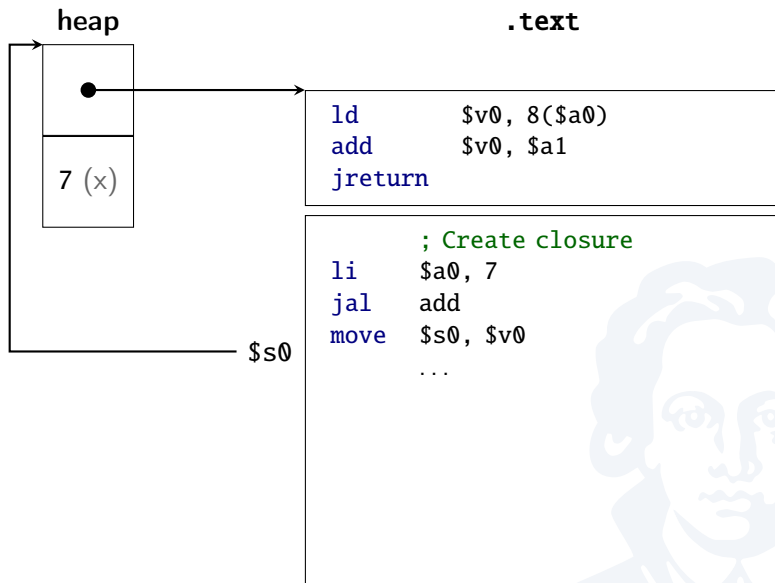 heap
.text
7 (x)
ld $v0, 8($a0)
add $v0, $a1
jreturn
; Create closure
li $a0, 7
jal add
move $s0, $v0
...
$s0